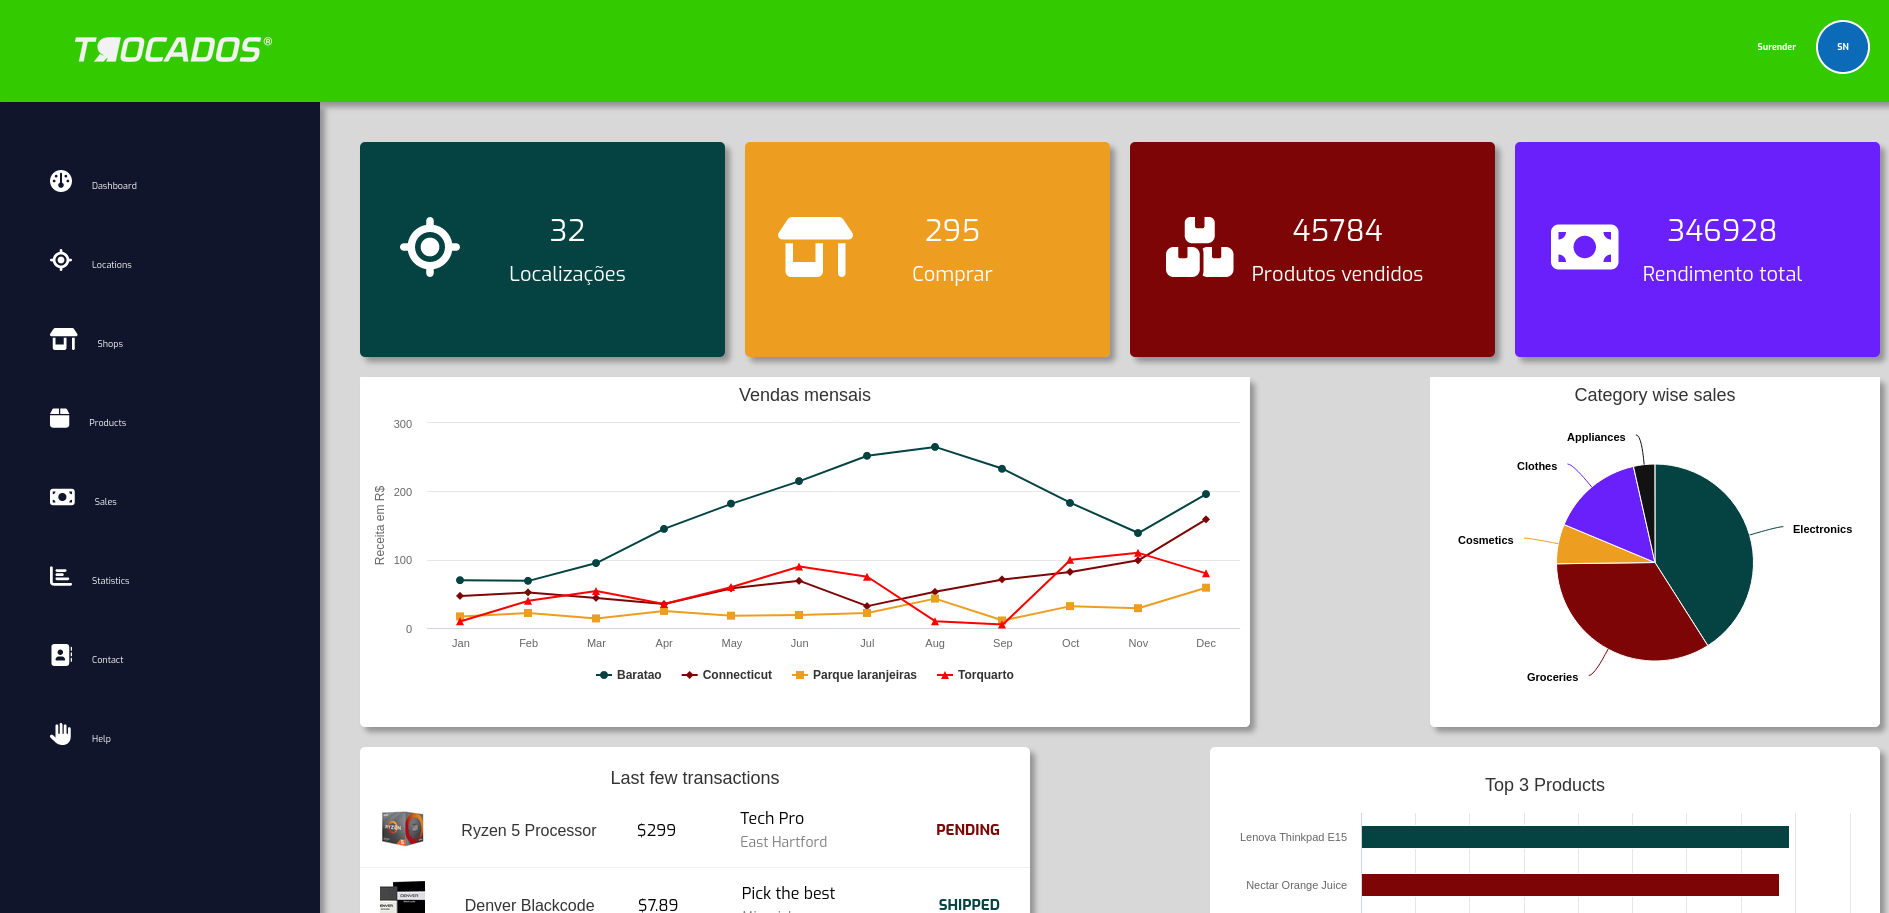 TROCADOS®
Surender
SN
Dashboard
Locations
Shops
Products
Sales
Statistics
Contact
Help
32
Localizações
295
Comprar
45784
Produtos vendidos
346928
Rendimento total
Vendas mensais
Receita em R$
300
200
100
0
Jan Feb Mar Apr May Jun Jul Aug Sep Oct Nov Dec
Baratao Connecticut Parque laranjeiras Torquarto
Category wise sales
Appliances
Clothes
Electronics
Cosmetics
Groceries
Last few transactions
RYZEN
Ryzen 5 Processor $299 Tech Pro PENDING
East Hartford
DENVER
Denver Blackcode $7.89 Pick the best SHIPPED
Top 3 Products
Lenova Thinkpad E15
Nectar Orange Juice